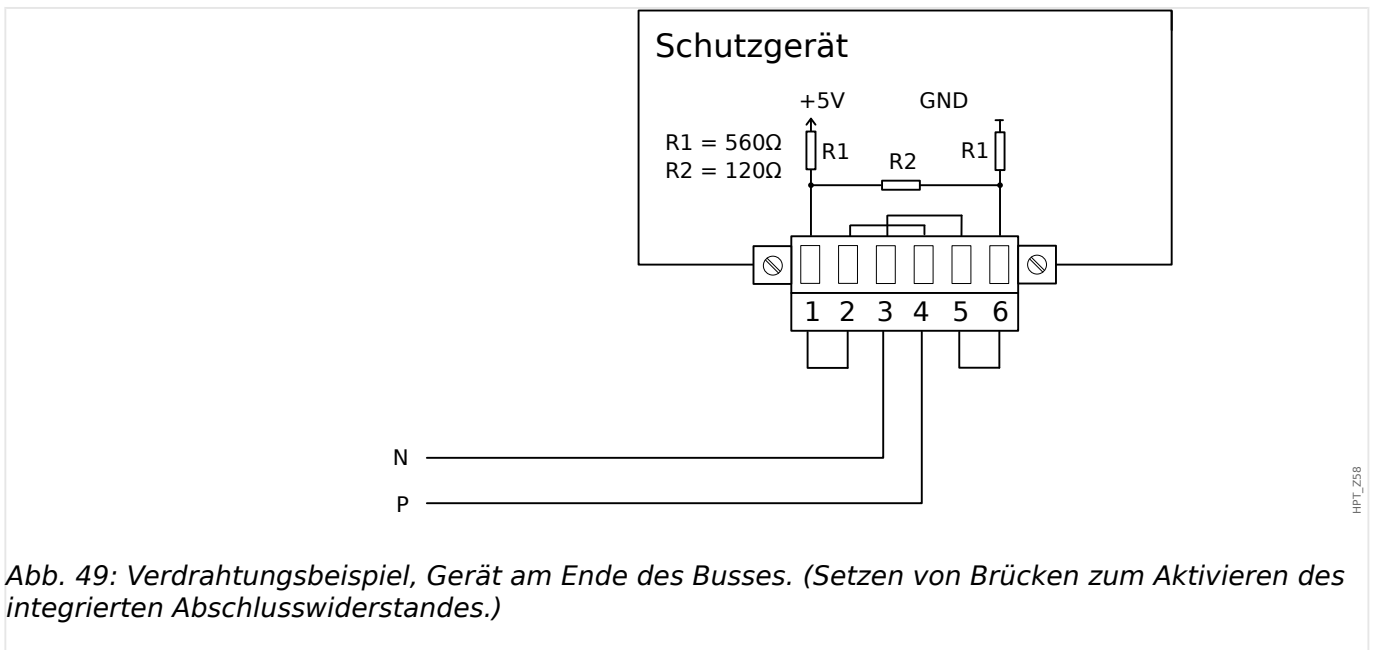 Schutzgerät
+5V GND
R1 = 560Ω
R2 = 120Ω
R1 R2 R1
1 2 3 4 5 6
N
P
HPT_Z58
Abb. 49: Verdrahtungsbeispiel, Gerät am Ende des Busses. (Setzen von Brücken zum Aktivieren des
integrierten Abschlusswiderstandes.)